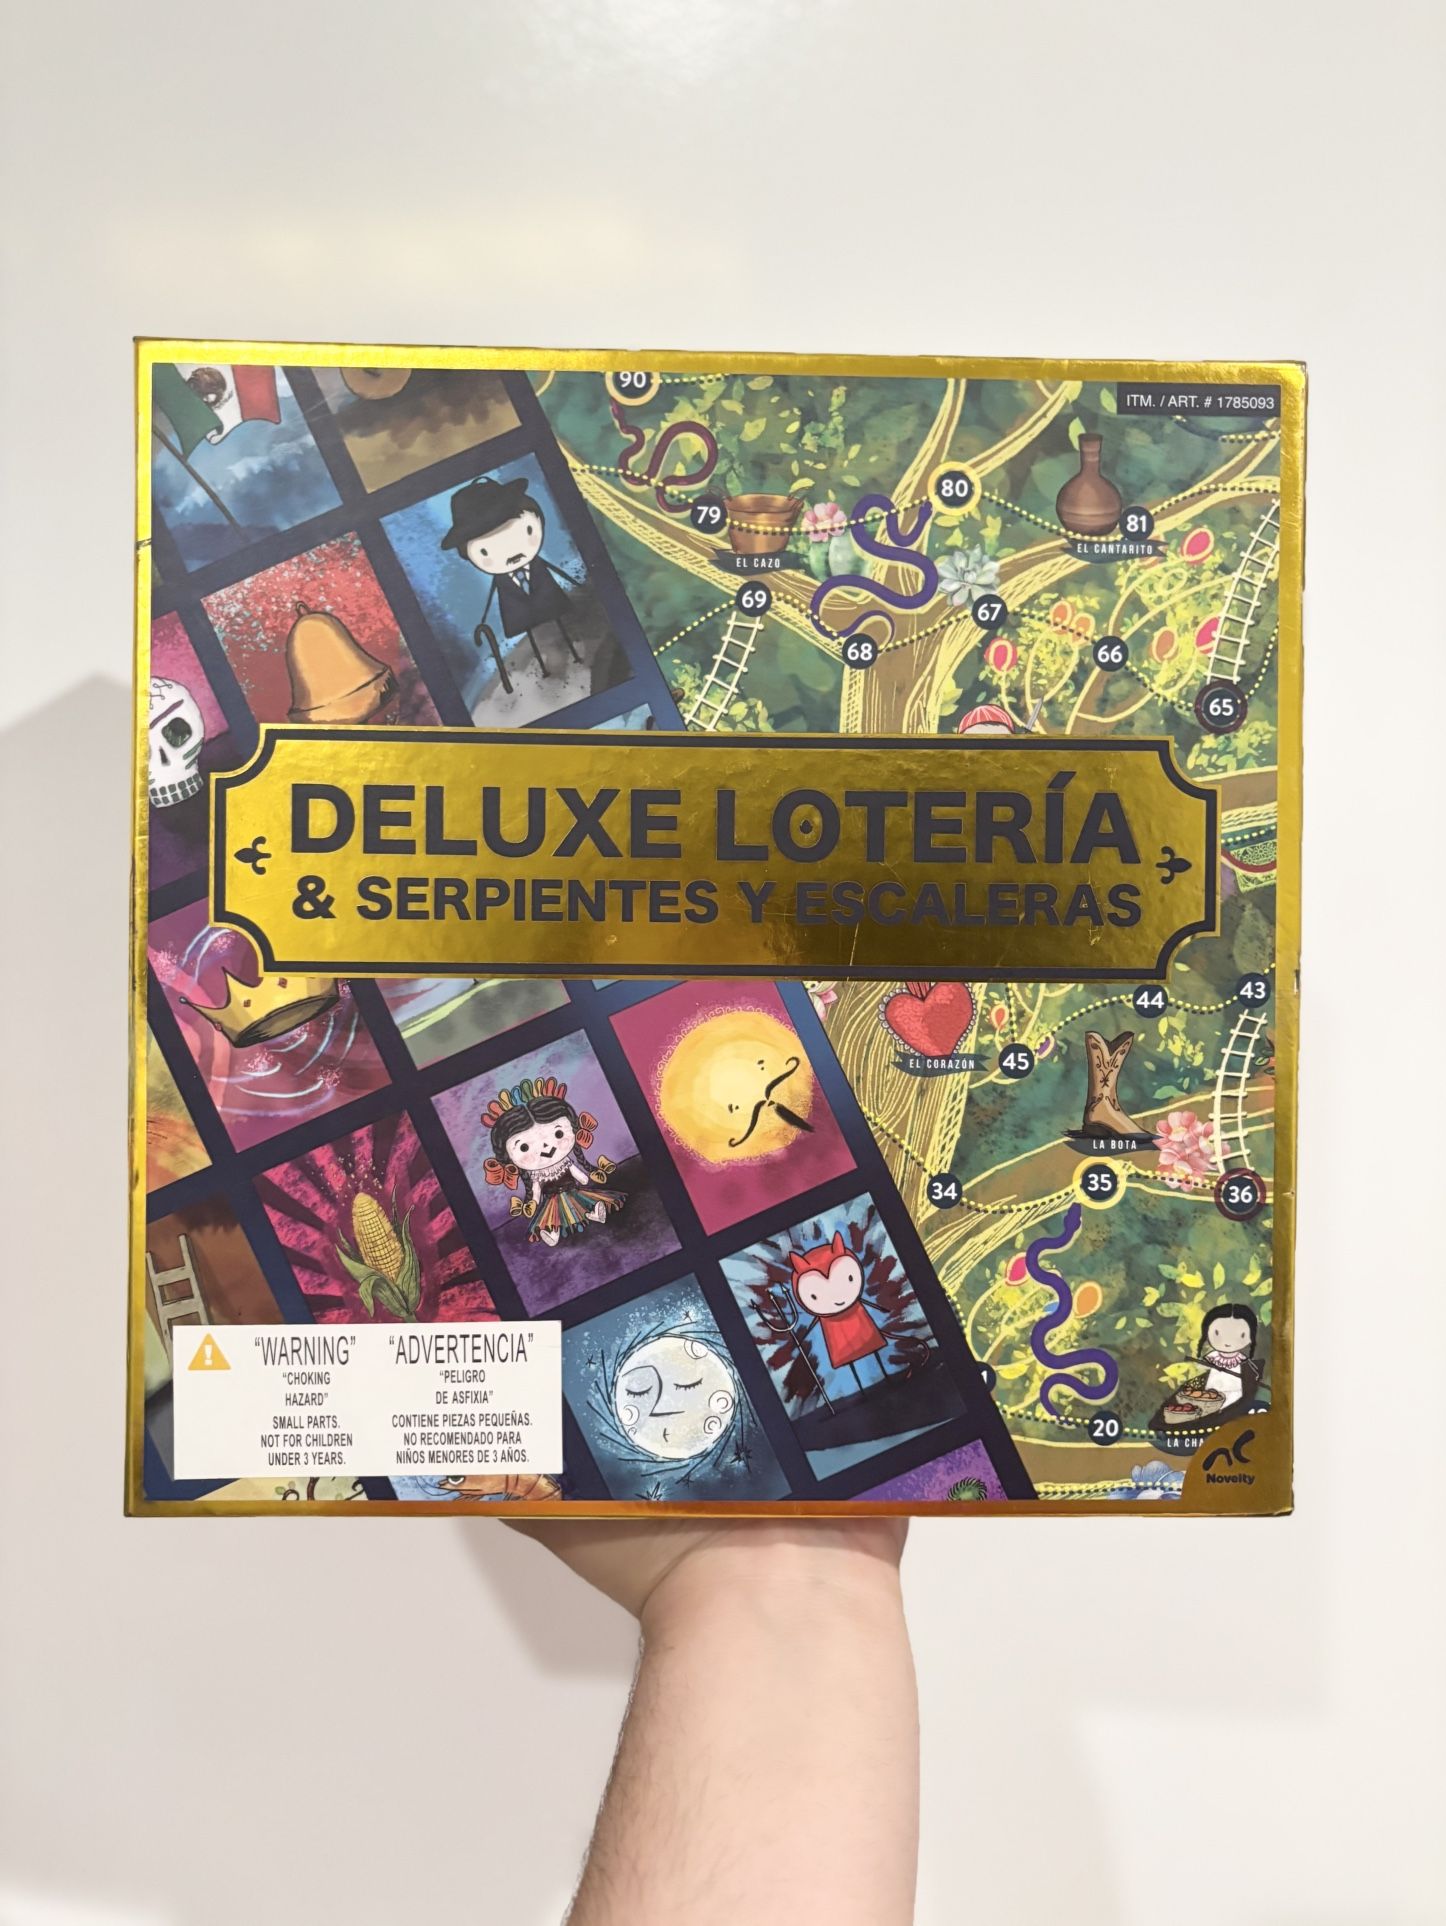 90
ITM. / ART. # 1785093
80
79
81
EL CAZO
EL CANTARITO
69
67
68
66
65
DELUXE LOTERÍA
& SERPIENTES Y ESCALERAS
44
43
45
EL CORAZÓN
LA BOTA
34
35
36
20
LA CHA
Novelty
"WARNING"
"CHOKING
HAZARD"
SMALL PARTS.
NOT FOR CHILDREN
UNDER 3 YEARS.
"ADVERTENCIA"
"PELIGRO
DE ASFIXIA"
CONTIENE PIEZAS PEQUEÑAS.
NO RECOMENDADO PARA
NIÑOS MENORES DE 3 AÑOS.